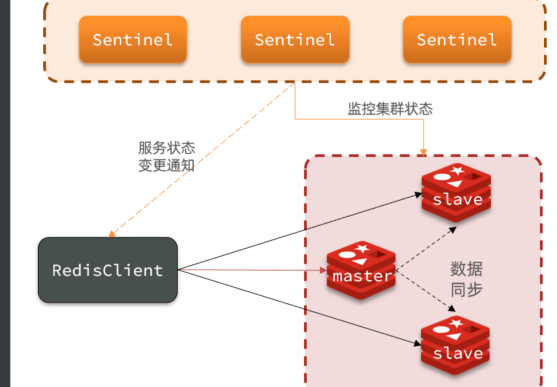 Sentinel
Sentinel
Sentinel
监控集群状态
服务状态
变更通知
slave
RedisClient
master
数据
同步
slave